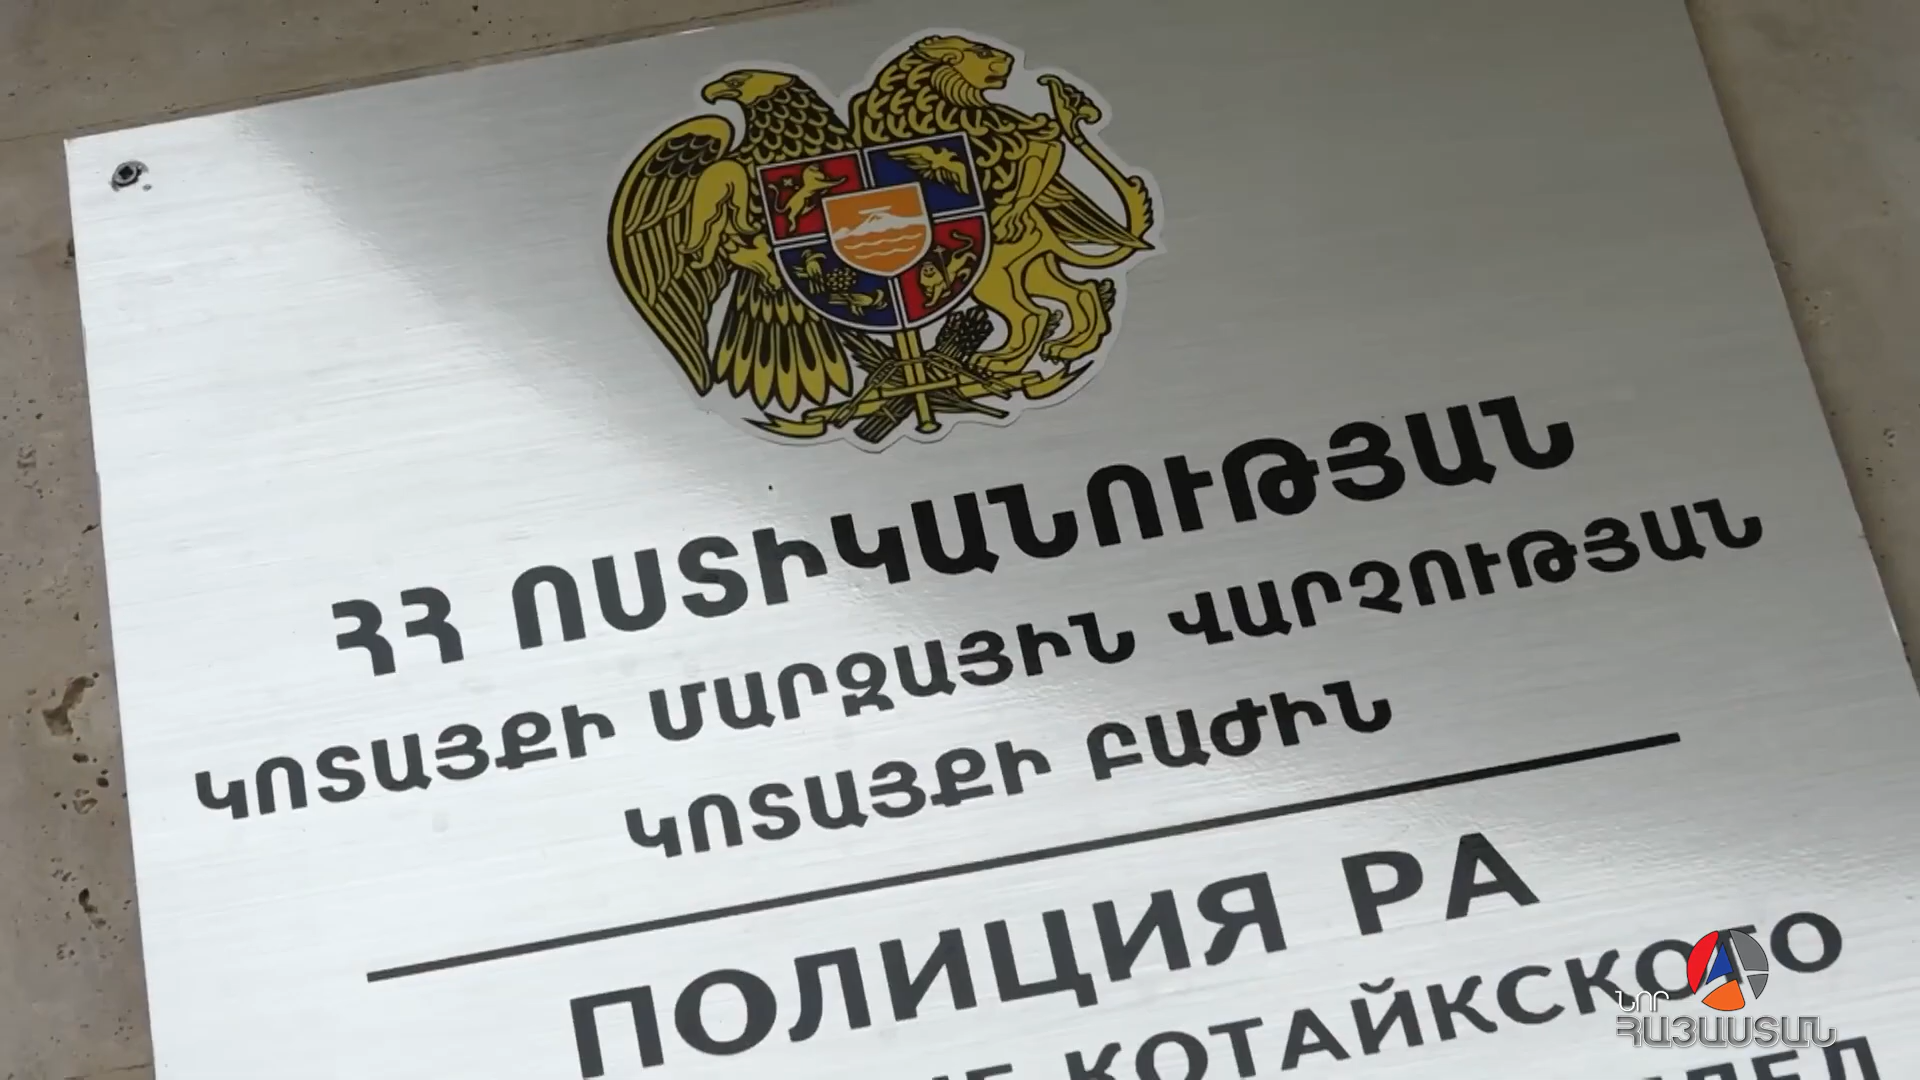 ՀՀ ՈՍՏԻԿԱՆՈՒԹՅԱՆ
ԿՈՏԱՅՔԻ ՄԱՐԶԱՅԻՆ ՎԱՐՉՈՒԹՅԱՆ
ԿՈՏԱՅՔԻ ԲԱԺԻՆ
ПОЛИЦИЯ РА
КОТАЙКСКОГО
ՆՈՐ
ՀԱՅԱՍՏԱՆ